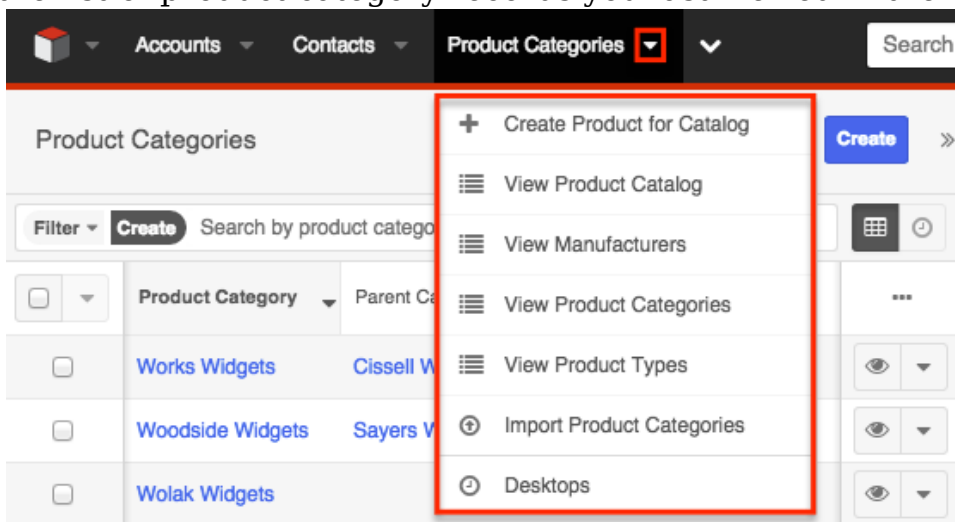 Accounts Contacts Product Categories Search
Product Categories Create »
Filter Create Search by product catego
Product Category Parent Ca ...
Works Widgets Cissell W
Woodside Widgets Sayers W
Wolak Widgets
+ Create Product for Catalog
View Product Catalog
View Manufacturers
View Product Categories
View Product Types
Import Product Categories
Desktops